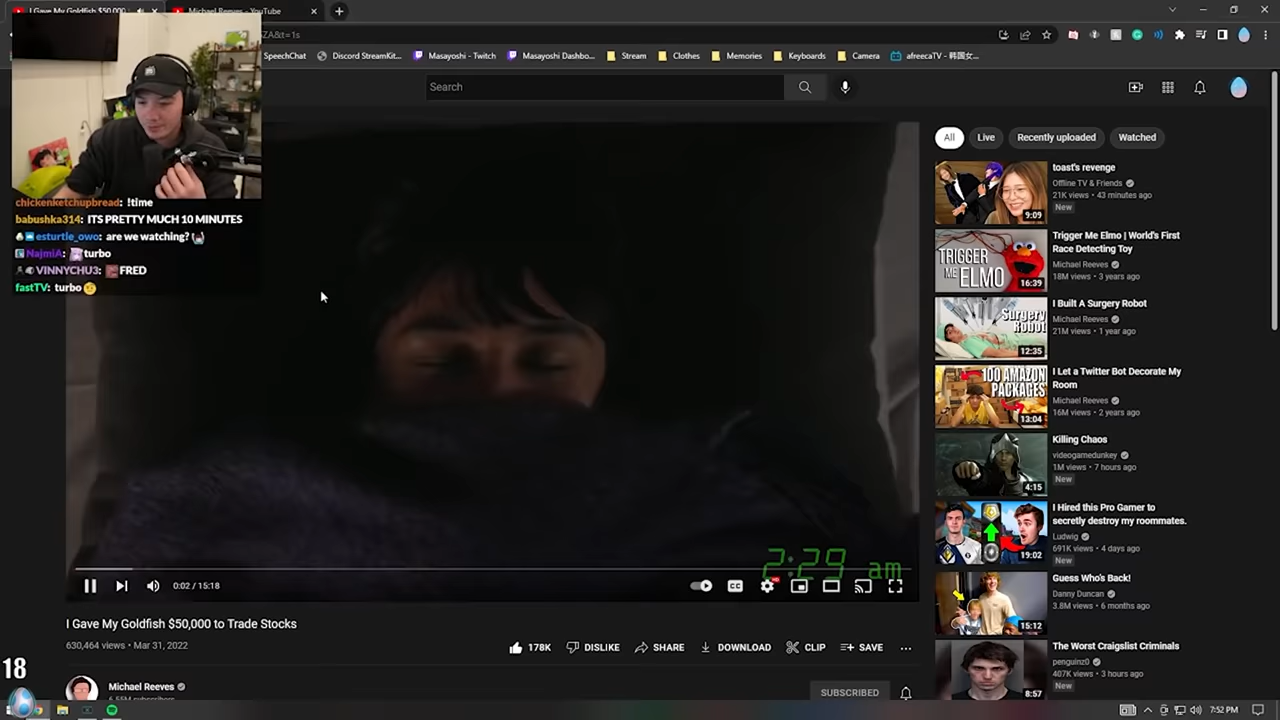 I Gave My Goldfish $50,000
Michael Reeves - YouTube
ZA&t=1s
SpeechChat
Discord StreamKit...
Masayoshi - Twitch
Masayoshi Dashbo...
Stream
Clothes
Memories
Keyboards
Camera
afreecaTV - 韩国女...
Search
chickenketchupbread: !time
babushka314: ITS PRETTY MUCH 10 MINUTES
esturtle_owo: are we watching?
NajmiA: turbo
VINNYCHU3: FRED
fastTV: turbo
2:29 am
0:02 / 15:18
CC
HD
I Gave My Goldfish $50,000 to Trade Stocks
630,464 views • Mar 31, 2022
178K
DISLIKE
SHARE
DOWNLOAD
CLIP
SAVE
18
Michael Reeves
SUBSCRIBED
All
Live
Recently uploaded
Watched
toast's revenge
Offline TV & Friends
21K views • 43 minutes ago
New
9:09
Trigger Me Elmo | World's First
Race Detecting Toy
Michael Reeves
18M views • 3 years ago
TRIGGER
ME ELMO
16:39
I Built A Surgery Robot
Michael Reeves
21M views • 1 year ago
Surgery
Robot
12:35
I Let a Twitter Bot Decorate My
Room
Michael Reeves
16M views • 2 years ago
100 AMAZON
PACKAGES
13:04
Killing Chaos
videogamedunkey
1M views • 7 hours ago
New
4:15
I Hired this Pro Gamer to
secretly destroy my roommates.
Ludwig
691K views • 4 days ago
New
19:02
Guess Who's Back!
Danny Duncan
3.8M views • 6 months ago
15:12
The Worst Craigslist Criminals
penguinz0
407K views • 3 hours ago
New
8:57
7:52 PM